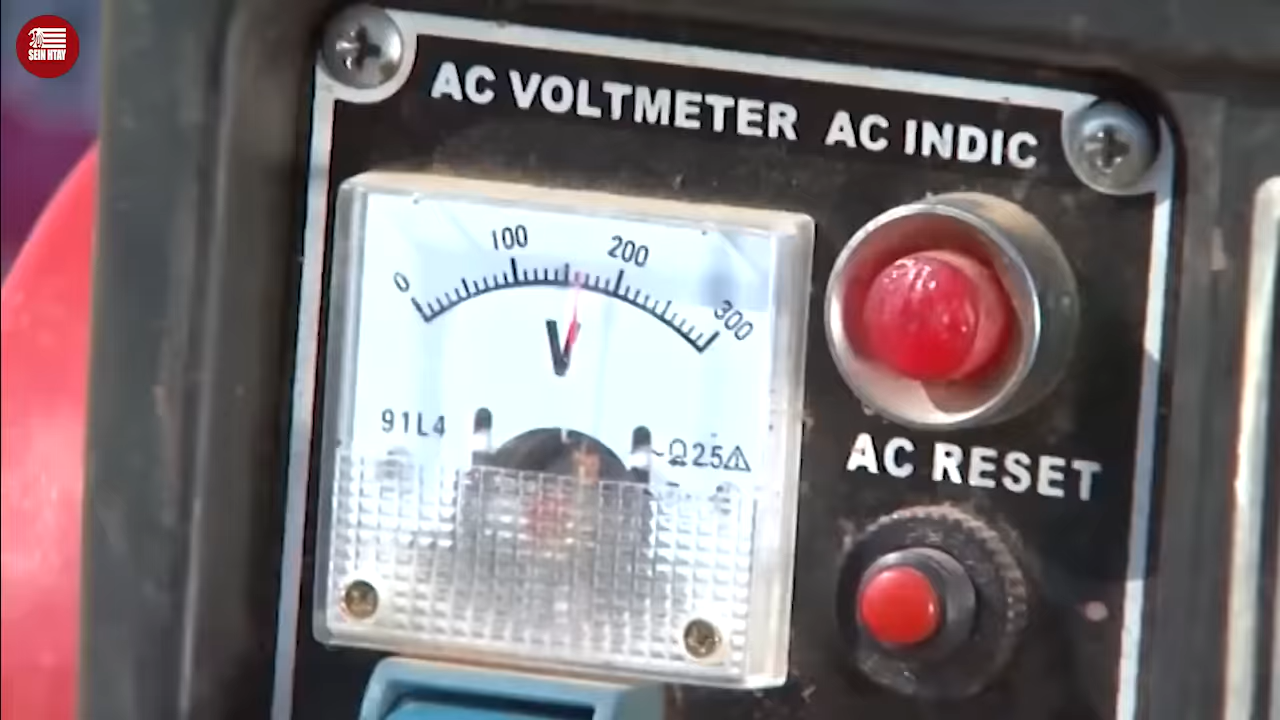 SEIN HTAY
AC VOLTMETER AC INDIC
0 100 200 300
V
91L4 ~Ω25⚠
AC RESET